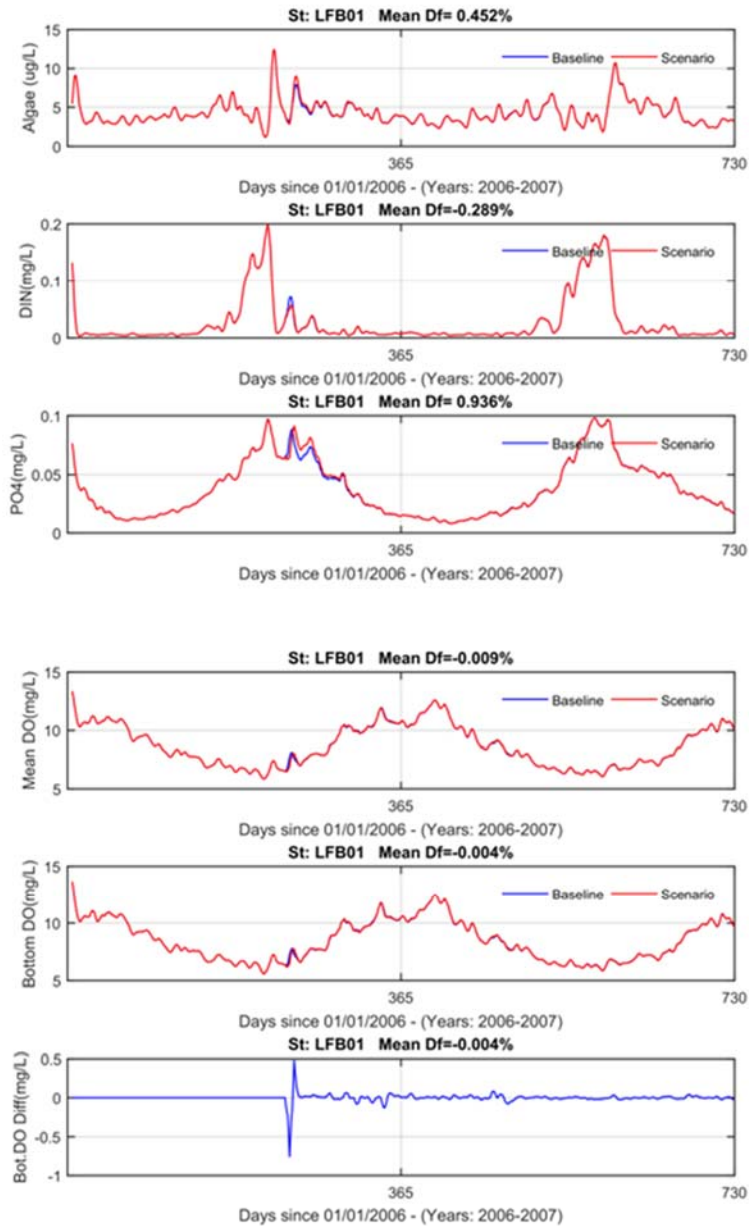 St: LFB01 Mean Df= 0.452%
15
10
5
0
Algae (ug/L)
Baseline Scenario
365 730
Days since 01/01/2006 - (Years: 2006-2007)
St: LFB01 Mean Df=-0.289%
0.2
0.1
0
DIN(mg/L)
Baseline Scenario
365 730
Days since 01/01/2006 - (Years: 2006-2007)
St: LFB01 Mean Df= 0.936%
0.1
0.05
0
PO4(mg/L)
Baseline Scenario
365 730
Days since 01/01/2006 - (Years: 2006-2007)
St: LFB01 Mean Df=-0.009%
15
10
5
Mean DO(mg/L)
Baseline Scenario
365 730
Days since 01/01/2006 - (Years: 2006-2007)
St: LFB01 Mean Df=-0.004%
15
10
5
Bottom DO(mg/L)
Baseline Scenario
365 730
Days since 01/01/2006 - (Years: 2006-2007)
St: LFB01 Mean Df=-0.004%
0.5
0
-0.5
-1
Bot.DO Diff(mg/L)
365 730
Days since 01/01/2006 - (Years: 2006-2007)